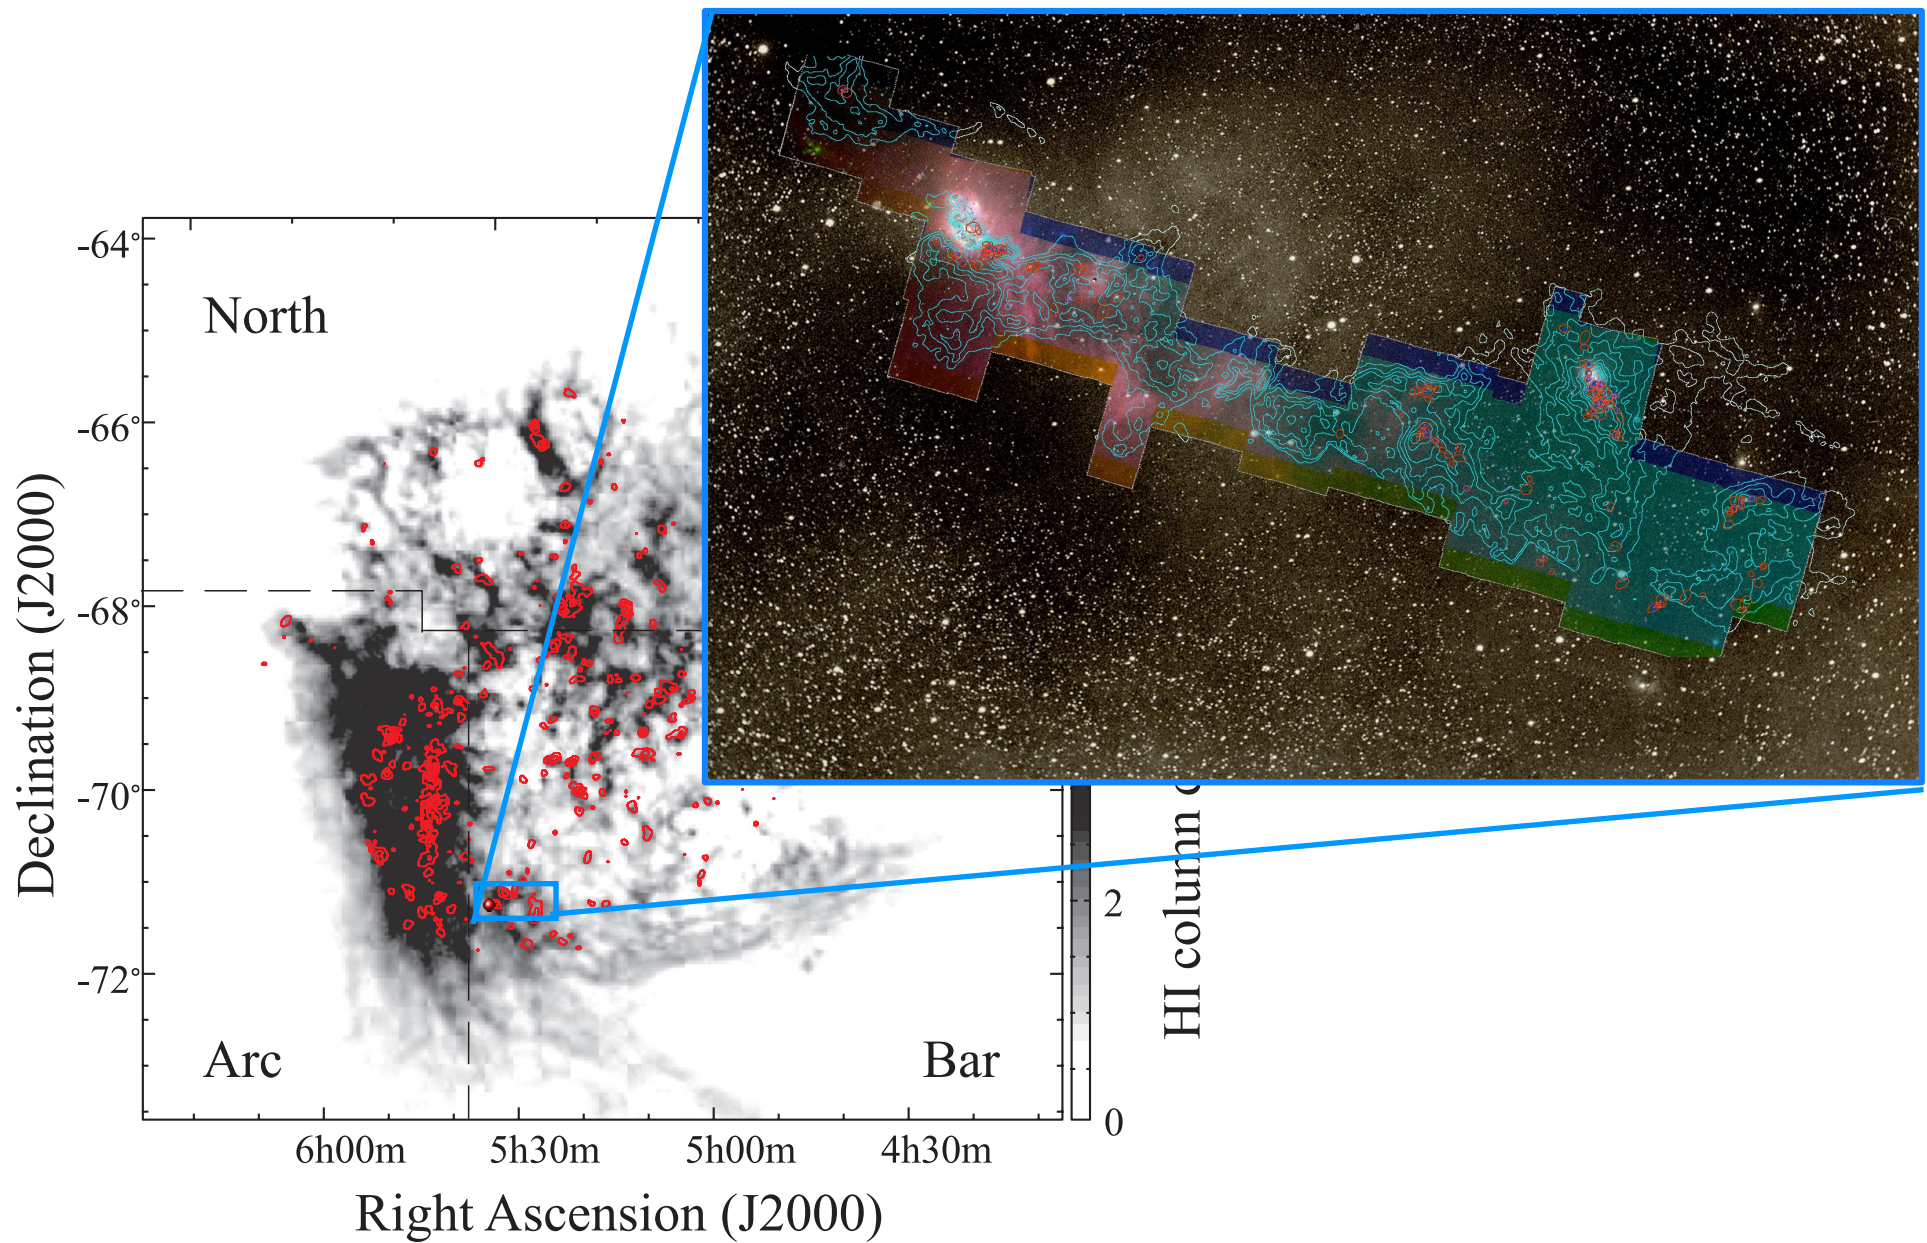 -64°
North
-66°
-68°
-70°
-72°
Declination (J2000)
Arc
Bar
6h00m
5h30m
5h00m
4h30m
Right Ascension (J2000)
2
0
HI column